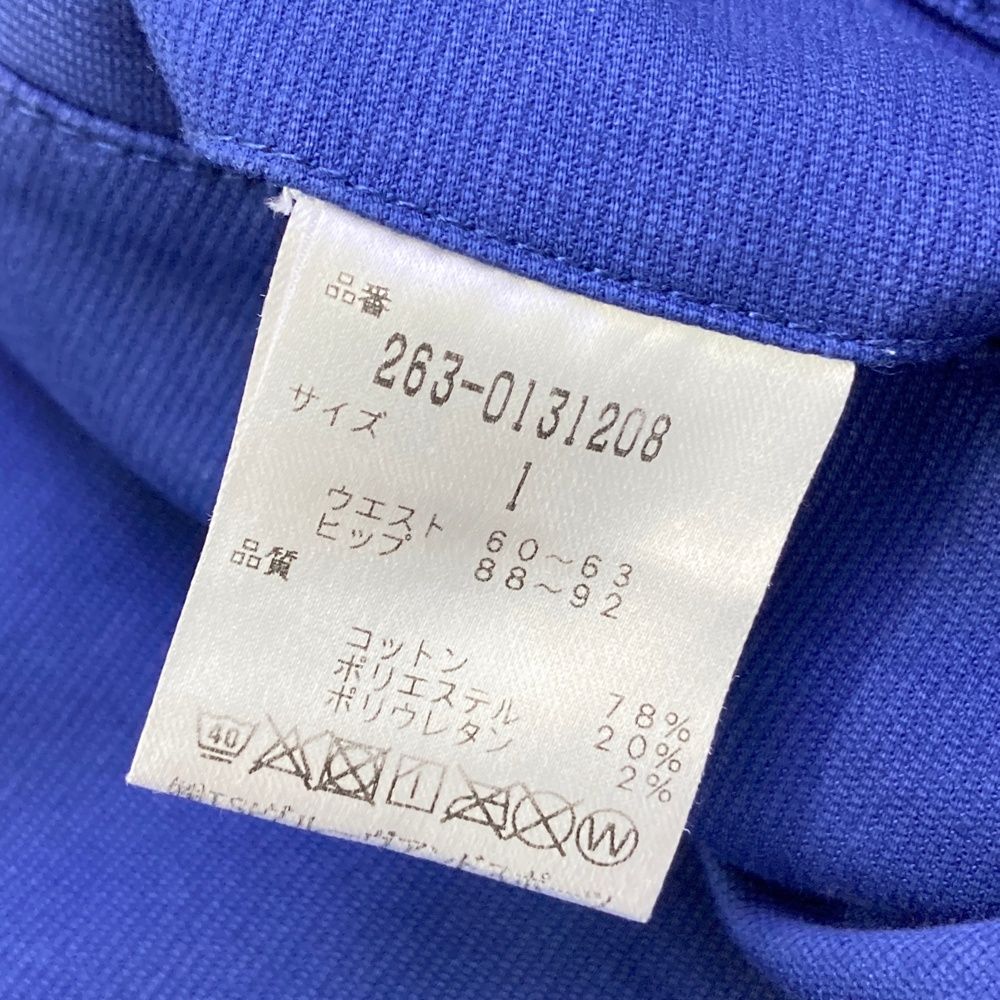 品番
263-0131208
サイズ
1
ウエスト 60～63
ヒップ 88～92
品質
コットン 78%
ポリエステル 20%
ポリウレタン 2%
40
W